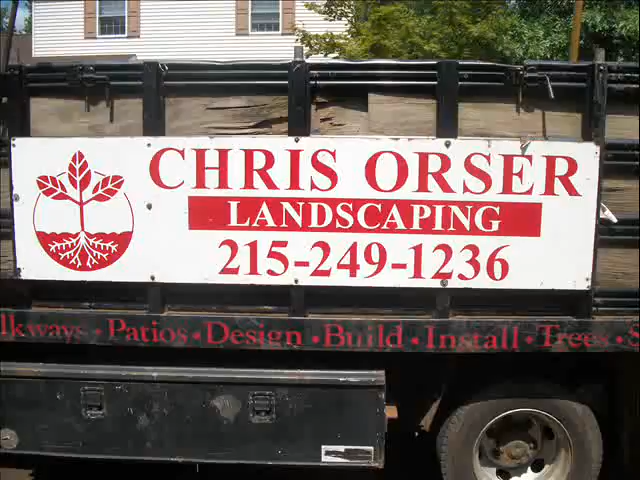 CHRIS ORSER
LANDSCAPING
215-249-1236
lkways • Patios • Design • Build • Install • Trees • S